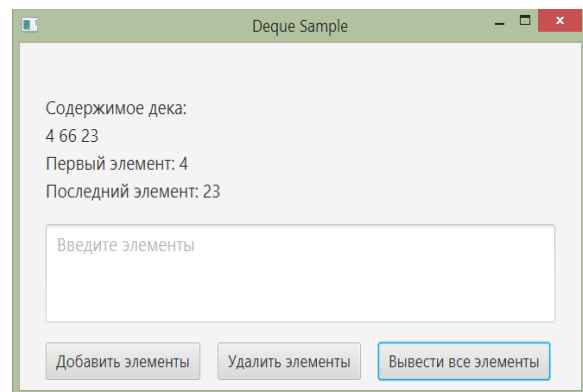 Deque Sample
Содержимое дека:
4 66 23
Первый элемент: 4
Последний элемент: 23
Введите элементы
Добавить элементы Удалить элементы Вывести все элементы